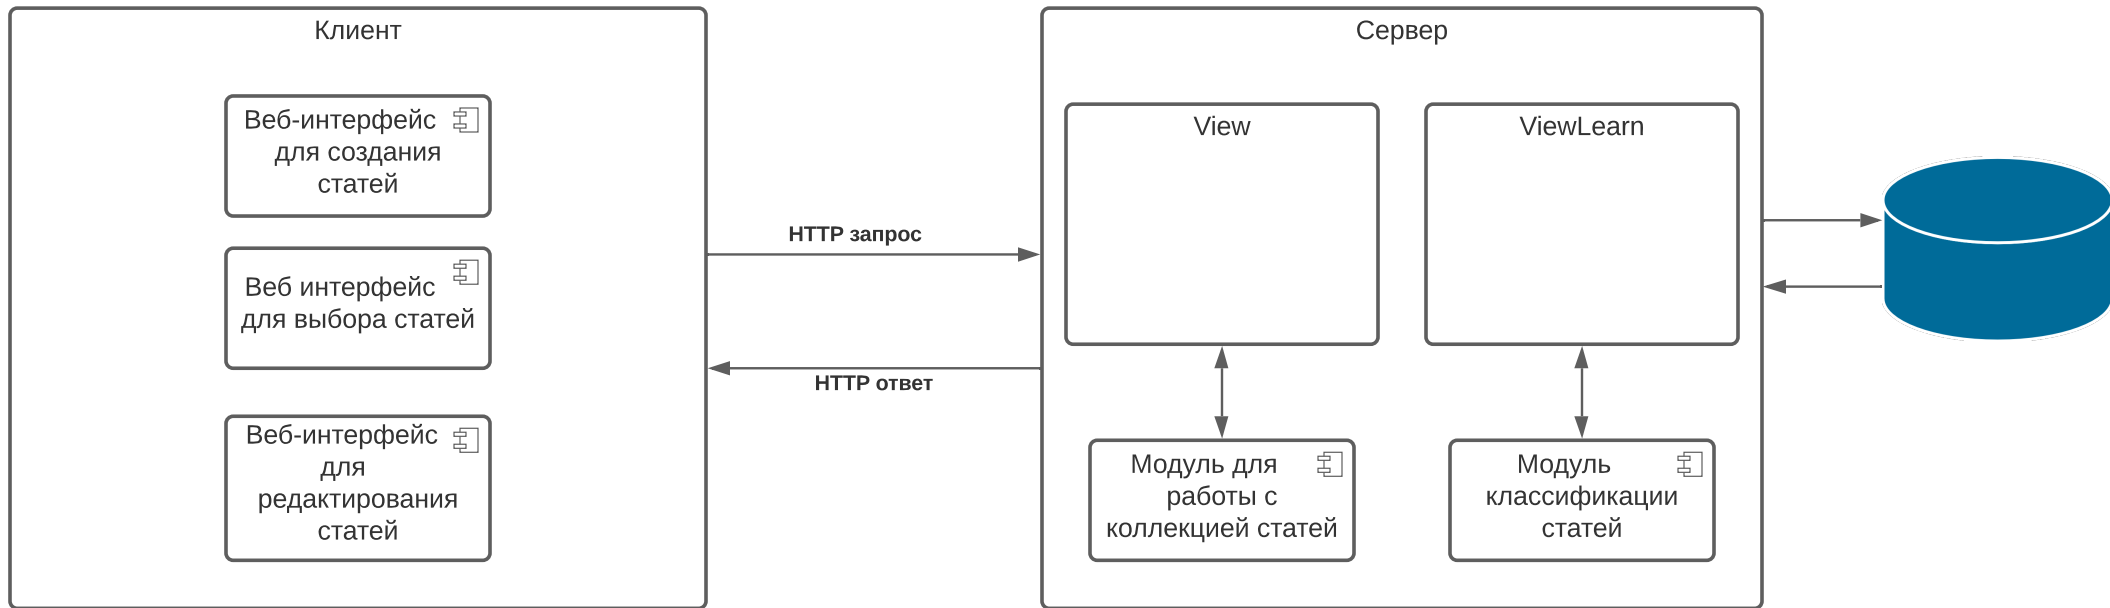 Клиент
Веб-интерфейс
для создания
статей
Веб интерфейс
для выбора статей
Веб-интерфейс
для
редактирования
статей
HTTP запрос
HTTP ответ
Сервер
View
Модуль для
работы с
коллекцией статей
ViewLearn
Модуль
классификации
статей